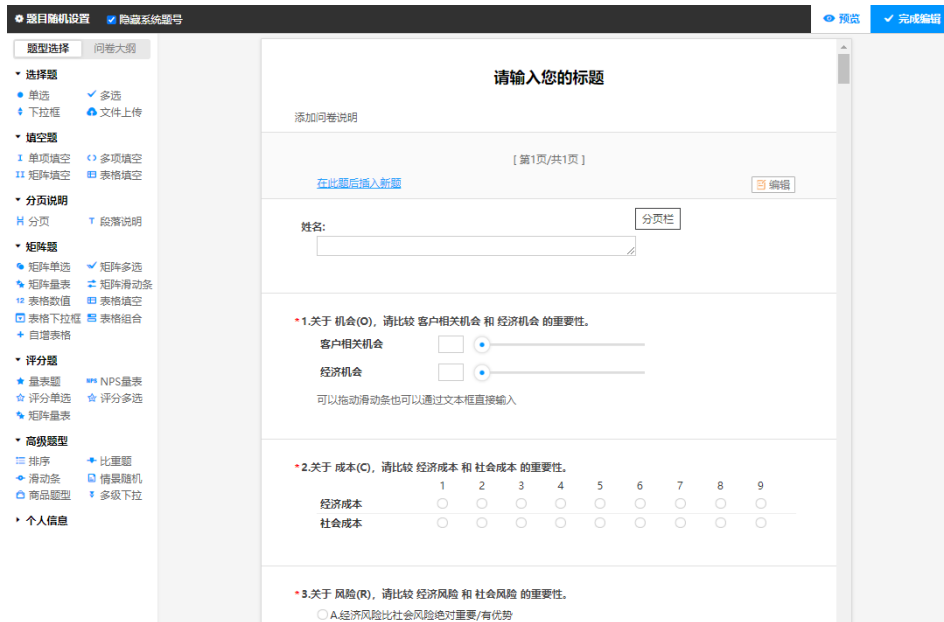 题目随机设置 隐藏系统题号 预览 完成编辑
题型选择 问卷大纲
选择题
单选 多选
下拉框 文件上传
填空题
单项填空 多项填空
矩阵填空 表格填空
分页说明
分页 段落说明
矩阵题
矩阵单选 矩阵多选
矩阵量表 矩阵滑动条
表格数值 表格填空
表格下拉框 表格组合
自增表格
评分题
量表题 NPS量表
评分单选 评分多选
矩阵量表
高级题型
排序 比重题
滑动条 情景随机
商品题型 多级下拉
个人信息
请输入您的标题
添加问卷说明
[ 第1页/共1页 ]
在此题后插入新题 编辑
分页栏
姓名:
*1.关于 机会(O)，请比较 客户相关机会 和 经济机会 的重要性。
客户相关机会
经济机会
可以拖动滑动条也可以通过文本框直接输入
*2.关于 成本(C)，请比较 经济成本 和 社会成本 的重要性。
1 2 3 4 5 6 7 8 9
经济成本
社会成本
*3.关于 风险(R)，请比较 经济风险 和 社会风险 的重要性。
A.经济风险比社会风险绝对重要/有优势